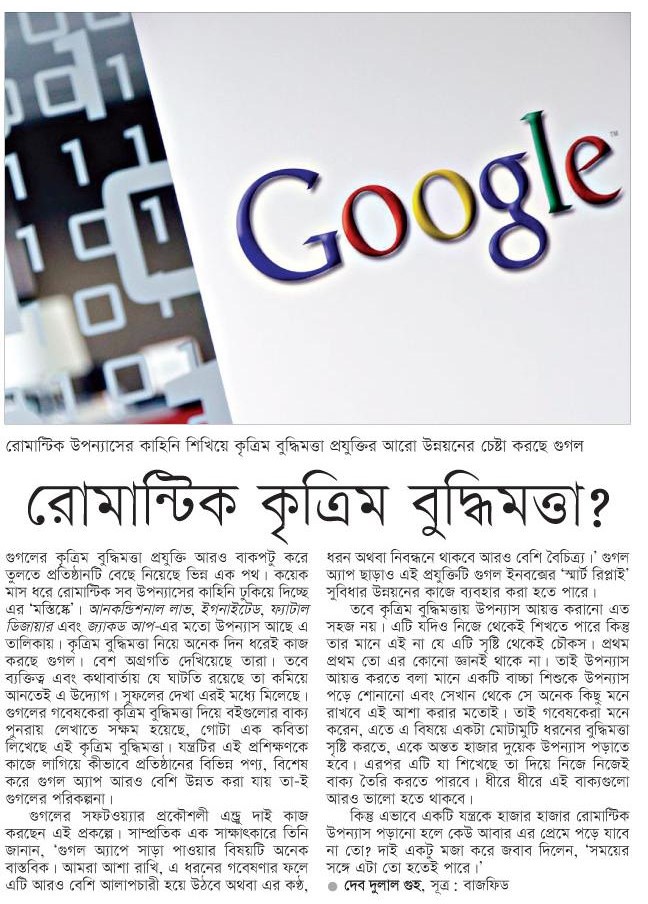 Google™
রোমান্টিক উপন্যাসের কাহিনি শিখিয়ে কৃত্রিম বুদ্ধিমত্তা প্রযুক্তির আরো উন্নয়নের চেষ্টা করছে গুগল
রোমান্টিক কৃত্রিম বুদ্ধিমত্তা?
গুগলের কৃত্রিম বুদ্ধিমত্তা প্রযুক্তি আরও বাকপটু করে
তুলতে প্রতিষ্ঠানটি বেছে নিয়েছে ভিন্ন এক পথ। কয়েক
মাস ধরে রোমান্টিক সব উপন্যাসের কাহিনি ঢুকিয়ে দিচ্ছে
এর ‘মস্তিষ্কে’। আনকন্ডিশনাল লাভ, ইগনাইটেড, ফ্যাটাল
ডিজায়ার এবং জ্যাকড আপ-এর মতো উপন্যাস আছে এ
তালিকায়। কৃত্রিম বুদ্ধিমত্তা নিয়ে অনেক দিন ধরেই কাজ
করছে গুগল। বেশ অগ্রগতি দেখিয়েছে তারা। তবে
ব্যক্তিত্ব এবং কথাবার্তায় যে ঘাটতি রয়েছে তা কমিয়ে
আনতেই এ উদ্যোগ। সুফলের দেখা এরই মধ্যে মিলেছে।
গুগলের গবেষকেরা কৃত্রিম বুদ্ধিমত্তা দিয়ে বইগুলোর বাক্য
পুনরায় লেখাতে সক্ষম হয়েছে, গোটা এক কবিতা
লিখেছে এই কৃত্রিম বুদ্ধিমত্তা। যন্ত্রটির এই প্রশিক্ষণকে
কাজে লাগিয়ে কীভাবে প্রতিষ্ঠানের বিভিন্ন পণ্য, বিশেষ
করে গুগল অ্যাপ আরও বেশি উন্নত করা যায় তা-ই
গুগলের পরিকল্পনা।
গুগলের সফটওয়্যার প্রকৌশলী এন্ড্রু দাই কাজ
করছেন এই প্রকল্পে। সাম্প্রতিক এক সাক্ষাৎকারে তিনি
জানান, ‘গুগল অ্যাপে সাড়া পাওয়ার বিষয়টি অনেক
বাস্তবিক। আমরা আশা রাখি, এ ধরনের গবেষণার ফলে
এটি আরও বেশি আলাপচারী হয়ে উঠবে অথবা এর কণ্ঠ,
ধরন অথবা নিবন্ধনে থাকবে আরও বেশি বৈচিত্র্য।’ গুগল
অ্যাপ ছাড়াও এই প্রযুক্তিটি গুগল ইনবক্সের ‘স্মার্ট রিপ্লাই’
সুবিধার উন্নয়নের কাজে ব্যবহার করা হতে পারে।
তবে কৃত্রিম বুদ্ধিমত্তায় উপন্যাস আয়ত্ত করানো এত
সহজ নয়। এটি যদিও নিজে থেকেই শিখতে পারে কিন্তু
তার মানে এই না যে এটি সৃষ্টি থেকেই চৌকস। প্রথম
প্রথম তো এর কোনো জ্ঞানই থাকে না। তাই উপন্যাস
আয়ত্ত করতে বলা মানে একটি বাচ্চা শিশুকে উপন্যাস
পড়ে শোনানো এবং সেখান থেকে সে অনেক কিছু মনে
রাখবে এই আশা করার মতোই। তাই গবেষকেরা মনে
করেন, এতে এ বিষয়ে একটা মোটামুটি ধরনের বুদ্ধিমত্তা
সৃষ্টি করতে, একে অন্তত হাজার দুয়েক উপন্যাস পড়াতে
হবে। এরপর এটি যা শিখেছে তা দিয়ে নিজে নিজেই
বাক্য তৈরি করতে পারবে। ধীরে ধীরে এই বাক্যগুলো
আরও ভালো হতে থাকবে।
কিন্তু এভাবে একটি যন্ত্রকে হাজার হাজার রোমান্টিক
উপন্যাস পড়ানো হলে কেউ আবার এর প্রেমে পড়ে যাবে
না তো? দাই একটু মজা করে জবাব দিলেন, ‘সময়ের
সঙ্গে এটা তো হতেই পারে।’
● দেব দুলাল গুহ, সূত্র : বাজফিড